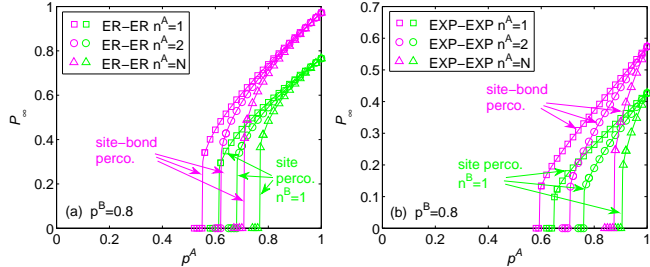 1
0.8
0.6
0.4
0.2
0
P∞
ER−ER n^A=1
ER−ER n^A=2
ER−ER n^A=N
site−bond
perco.
site
perco.
n^B=1
(a) p^B=0.8
0 0.2 0.4 0.6 0.8 1
p^A
0.7
0.6
0.5
0.4
0.3
0.2
0.1
0
P∞
EXP−EXP n^A=1
EXP−EXP n^A=2
EXP−EXP n^A=N
site−bond
perco.
site perco.
n^B=1
(b) p^B=0.8
0 0.2 0.4 0.6 0.8 1
p^A